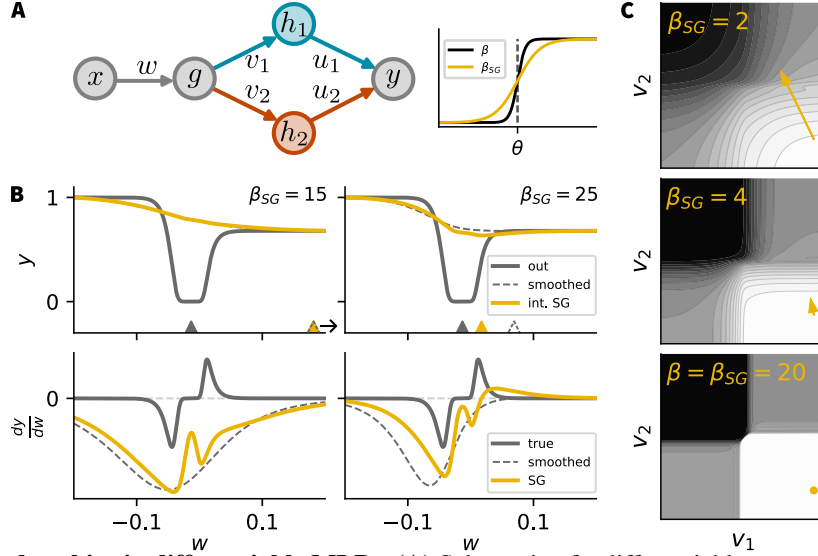 A
x
w
g
v1
v2
h1
h2
u1
u2
y
β
βSG
θ
B
βSG = 15
1
0
y
βSG = 25
out
smoothed
int. SG
0
dy
dw
−0.1
0.1
w
true
smoothed
SG
−0.1
0.1
w
C
βSG = 2
v2
βSG = 4
v2
β = βSG = 20
v2
v1